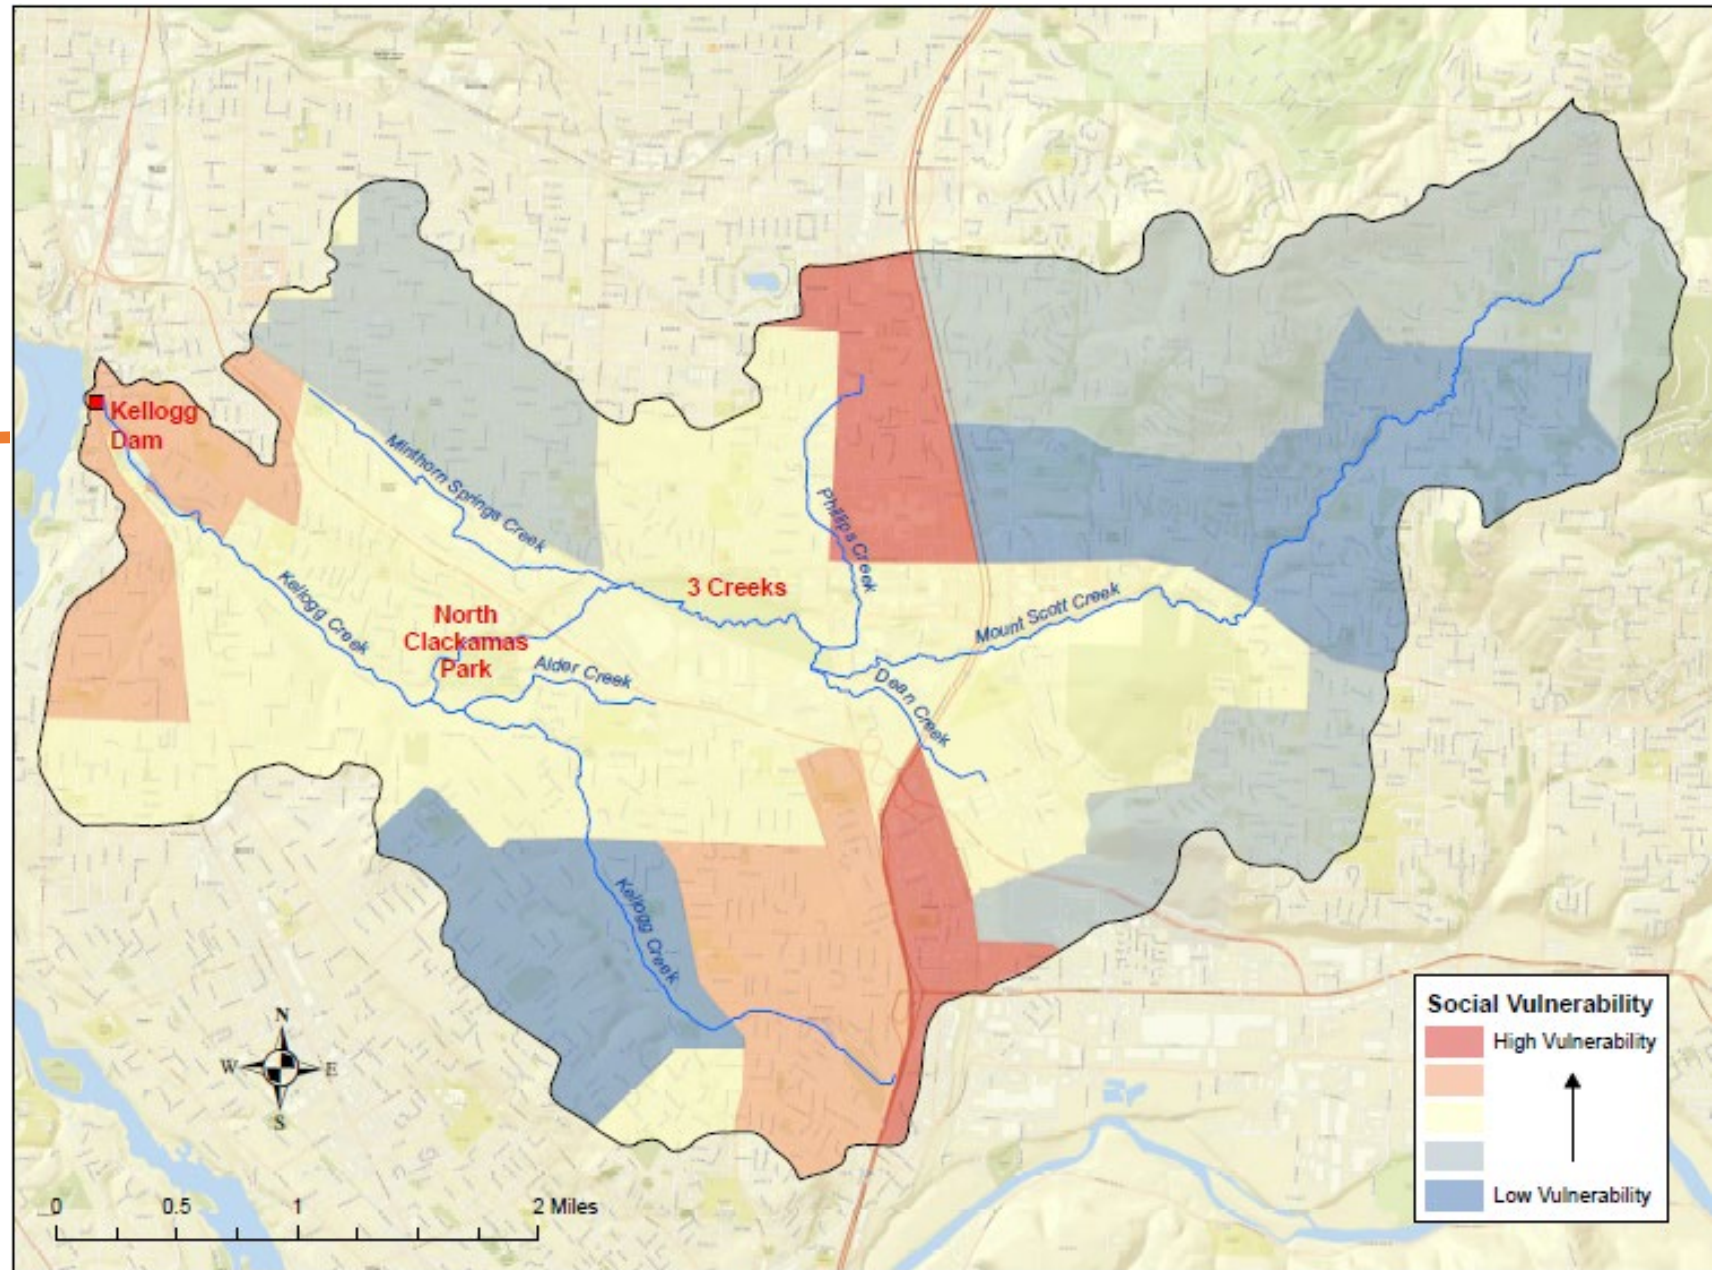 Kellogg
Dam
Minthorn Springs Creek
Phillips Creek
3 Creeks
Kellogg Creek
North
Clackamas
Park
Alder Creek
Mount Scott Creek
Dean Creek
Kellogg Creek
N
W
E
S
0 0.5 1 2 Miles
Social Vulnerability
High Vulnerability
Low Vulnerability